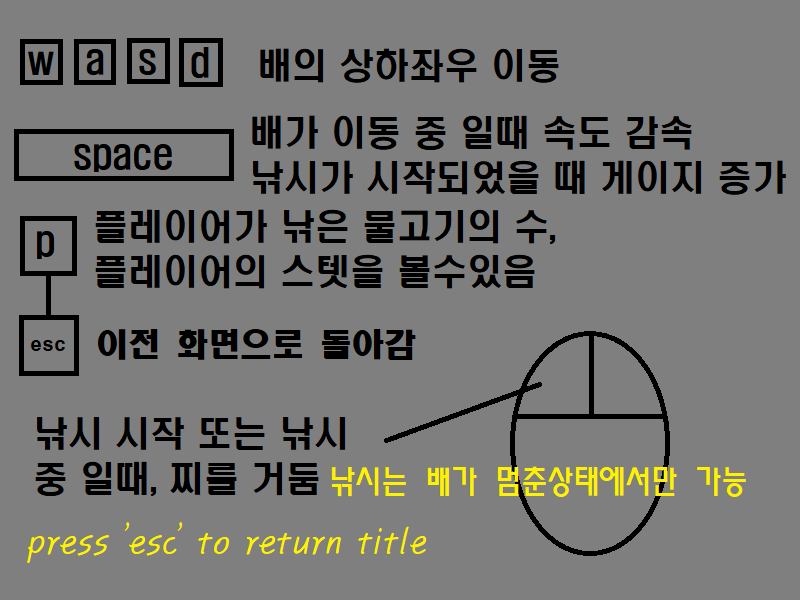 w a s d 배의 상하좌우 이동
space 배가 이동 중 일때 속도 감속
낚시가 시작되었을 때 게이지 증가
p 플레이어가 낚은 물고기의 수,
플레이어의 스텟을 볼수있음
esc 이전 화면으로 돌아감
낚시 시작 또는 낚시
중 일때, 찌를 거둠 낚시는 배가 멈춘상태에서만 가능
press 'esc' to return title